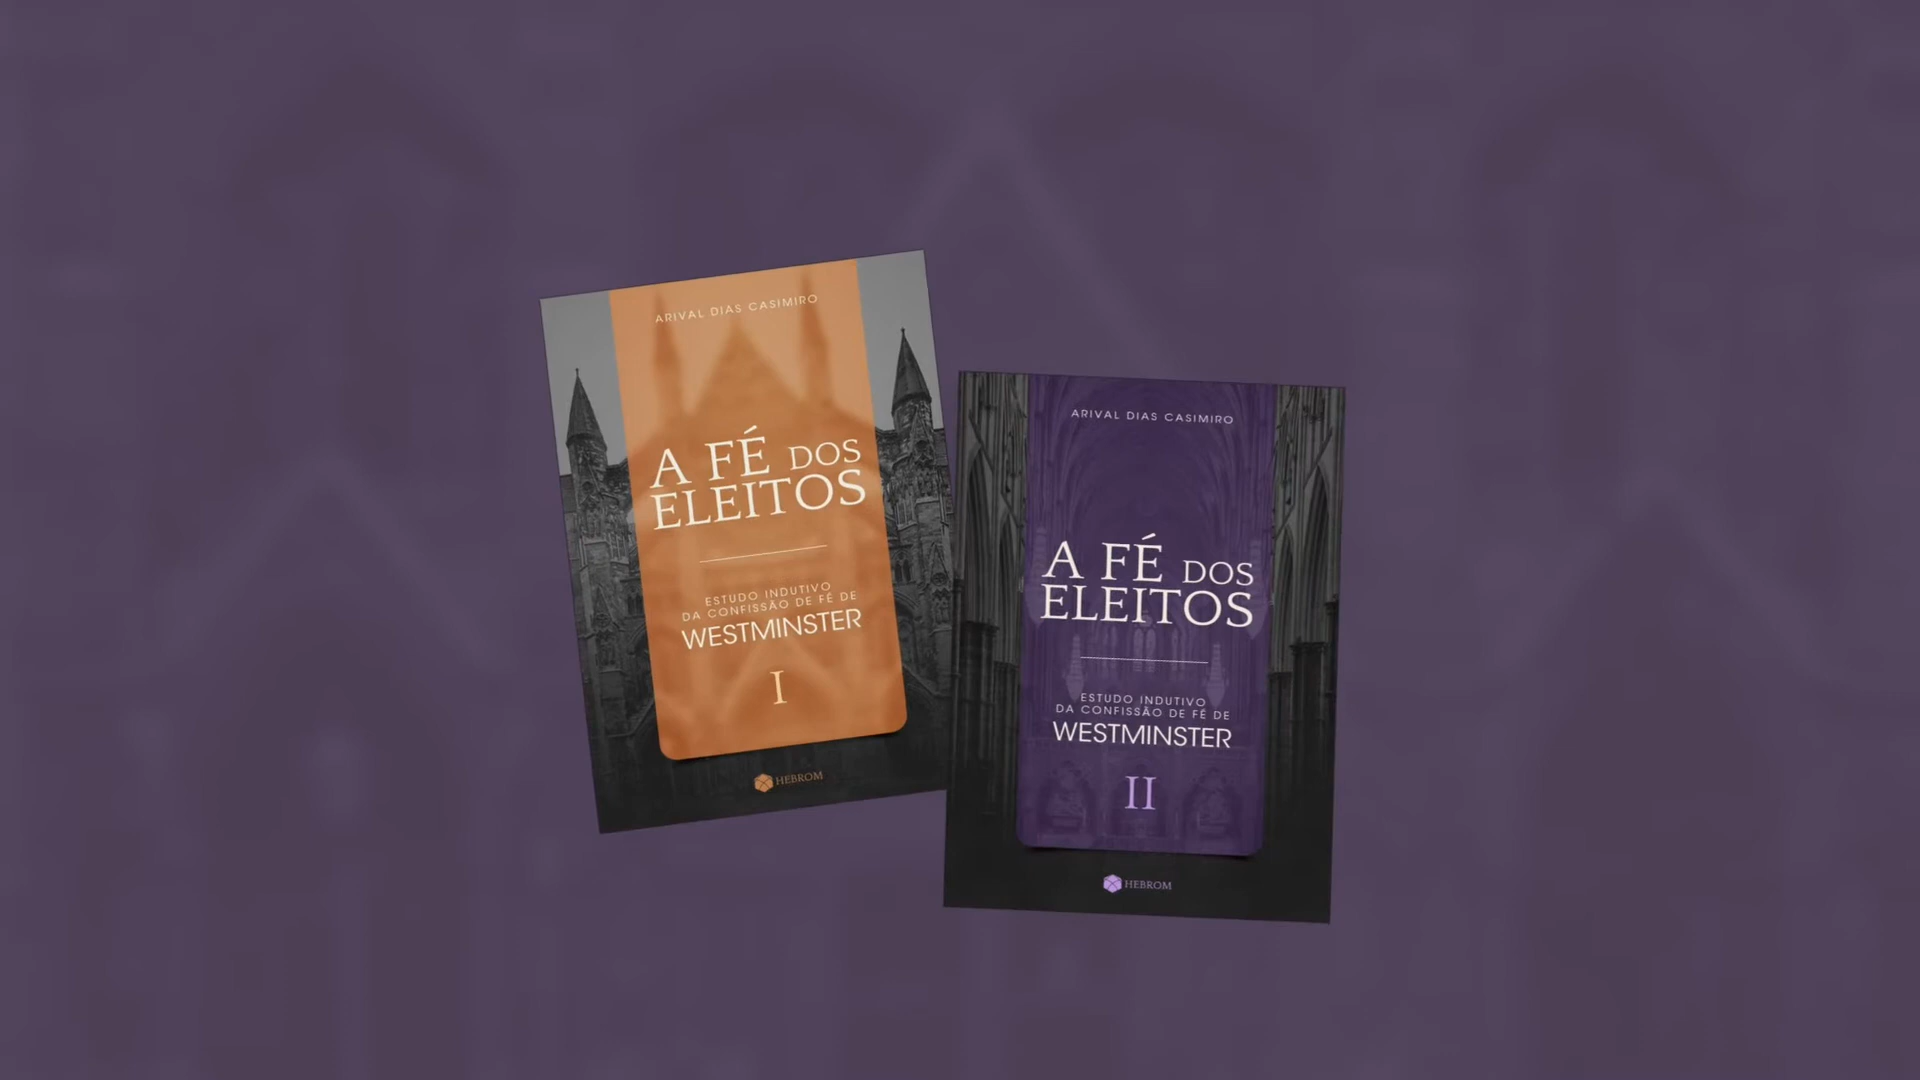 ARIVAL DIAS CASIMIRO
A FÉ DOS
ELEITOS
ESTUDO INDUTIVO
DA CONFISSÃO DE FÉ DE
WESTMINSTER
I
HEBROM
ARIVAL DIAS CASIMIRO
A FÉ DOS
ELEITOS
ESTUDO INDUTIVO
DA CONFISSÃO DE FÉ DE
WESTMINSTER
II
HEBROM